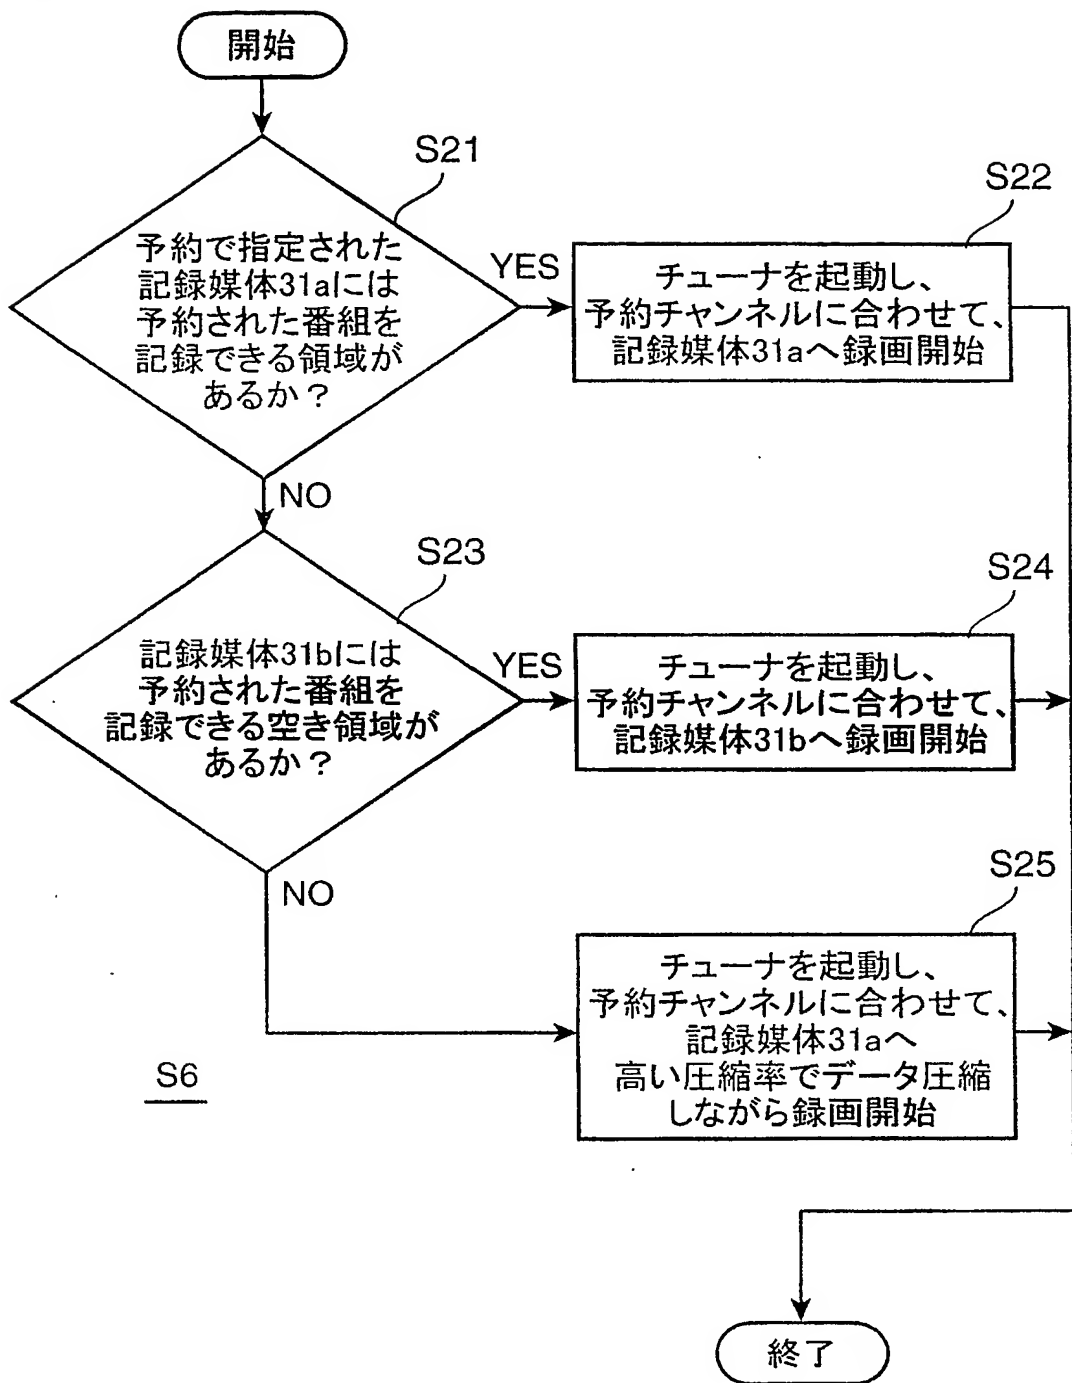 開始
S21
予約で指定された
記録媒体31aには
予約された番組を
記録できる領域が
あるか？
YES
S22
チューナを起動し、
予約チャンネルに合わせて、
記録媒体31aへ録画開始
NO
S23
記録媒体31bには
予約された番組を
記録できる空き領域が
あるか？
YES
S24
チューナを起動し、
予約チャンネルに合わせて、
記録媒体31bへ録画開始
NO
S25
チューナを起動し、
予約チャンネルに合わせて、
記録媒体31aへ
高い圧縮率でデータ圧縮
しながら録画開始
S6
終了